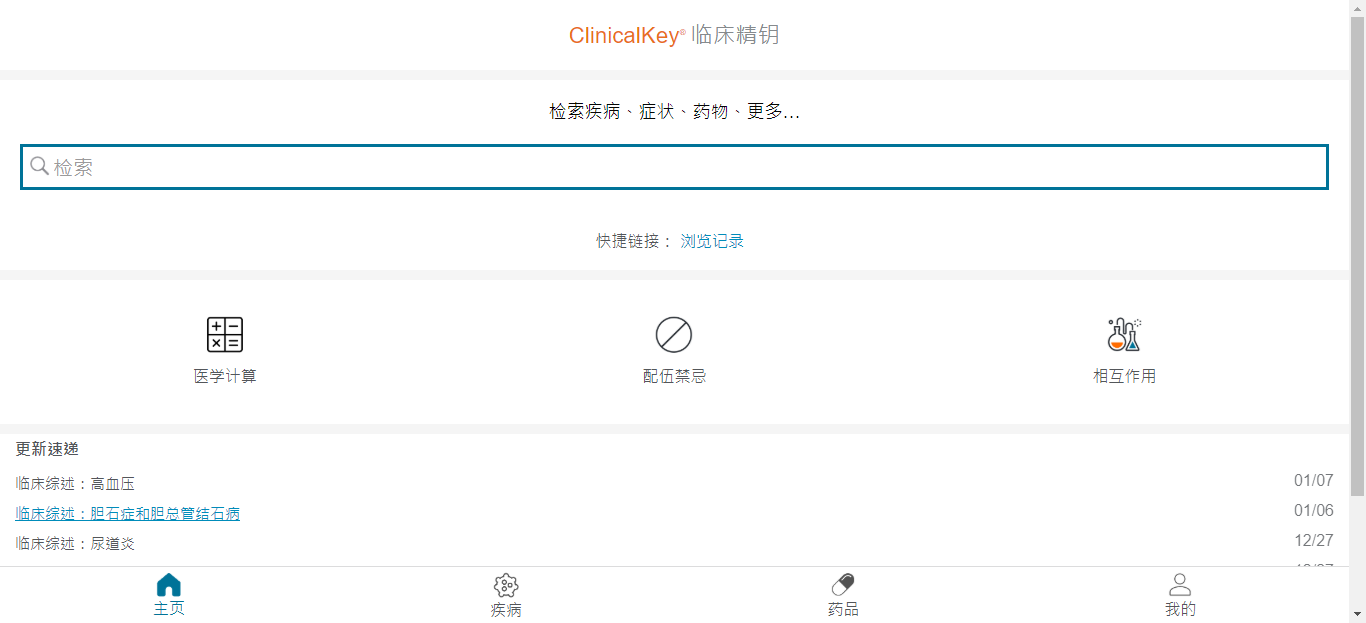 ClinicalKey® 临床精钥
检索疾病、症状、药物、更多...
检索
快捷链接： 浏览记录
医学计算
配伍禁忌
相互作用
更新速递
临床综述：高血压 01/07
临床综述：胆石症和胆总管结石病 01/06
临床综述：尿道炎 12/27
主页
疾病
药品
我的